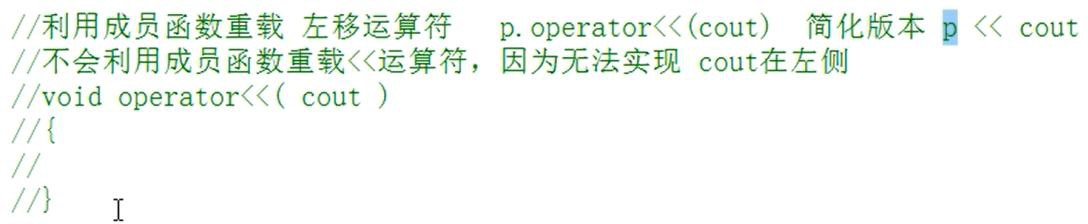 //利用成员函数重载 左移运算符   p.operator<<(cout)  简化版本 p << cout
//不会利用成员函数重载<<运算符，因为无法实现 cout在左侧
//void operator<<( cout )
//{
//
//}